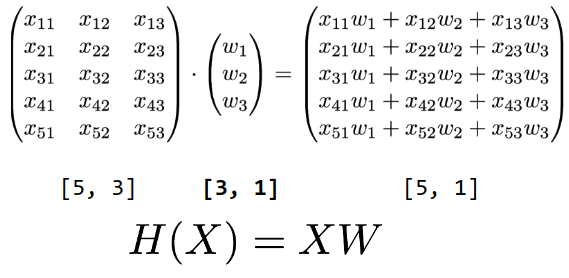 x11 x12 x13 w1 x11w1 + x12w2 + x13w3
x21 x22 x23 w2 x21w1 + x22w2 + x23w3
x31 x32 x33 · w3 = x31w1 + x32w2 + x33w3
x41 x42 x43 x41w1 + x42w2 + x43w3
x51 x52 x53 x51w1 + x52w2 + x53w3
[5, 3] [3, 1] [5, 1]
H(X) = XW